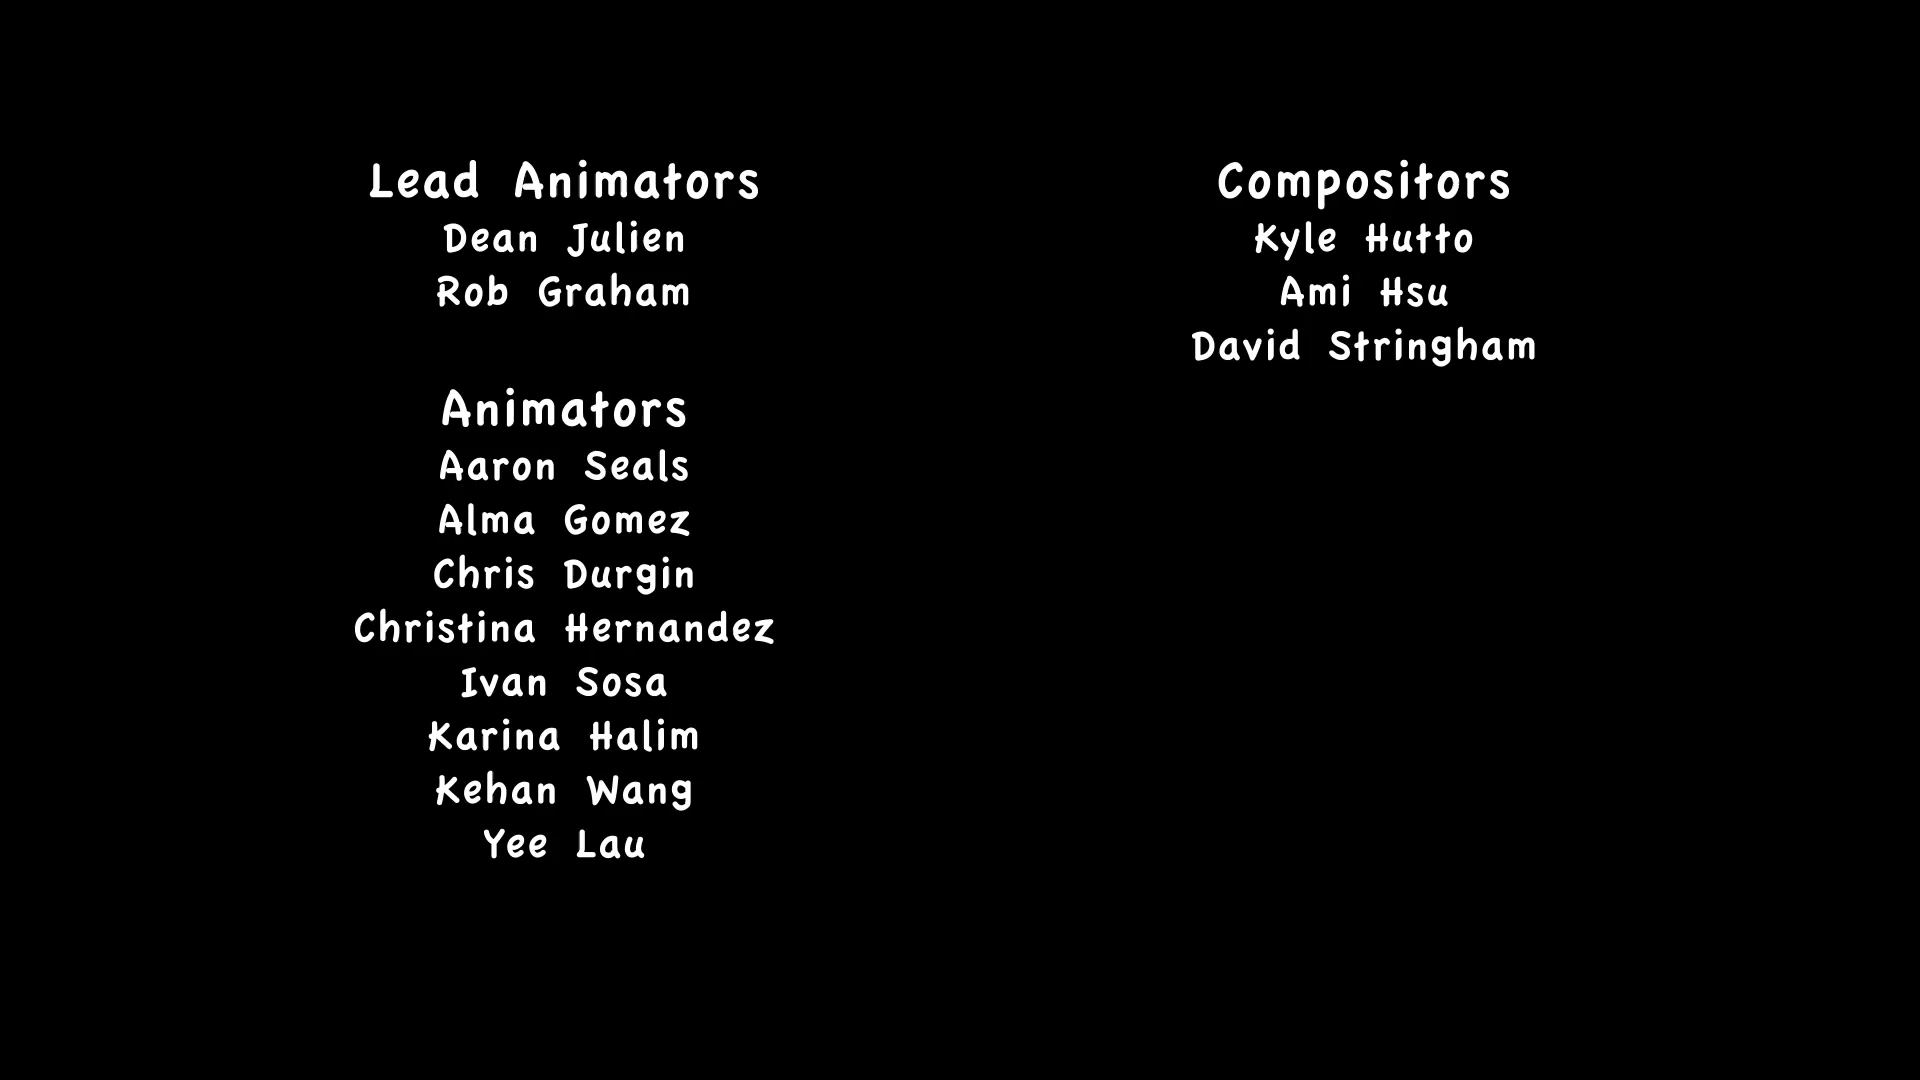 Lead Animators
Dean Julien
Rob Graham
Animators
Aaron Seals
Alma Gomez
Chris Durgin
Christina Hernandez
Ivan Sosa
Karina Halim
Kehan Wang
Yee Lau
Compositors
Kyle Hutto
Ami Hsu
David Stringham